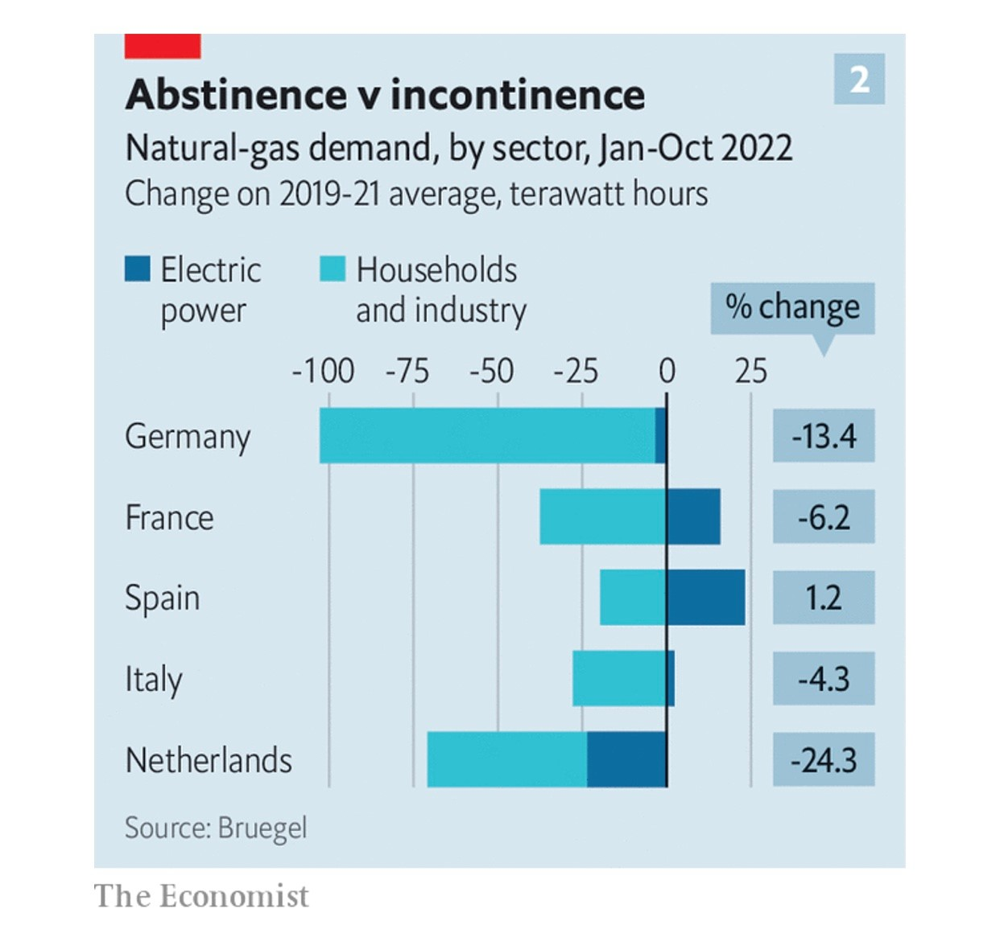 2
Abstinence v incontinence
Natural-gas demand, by sector, Jan-Oct 2022
Change on 2019-21 average, terawatt hours
Electric
power
Households
and industry
% change
-100 -75 -50 -25 0 25
Germany -13.4
France -6.2
Spain 1.2
Italy -4.3
Netherlands -24.3
Source: Bruegel
The Economist